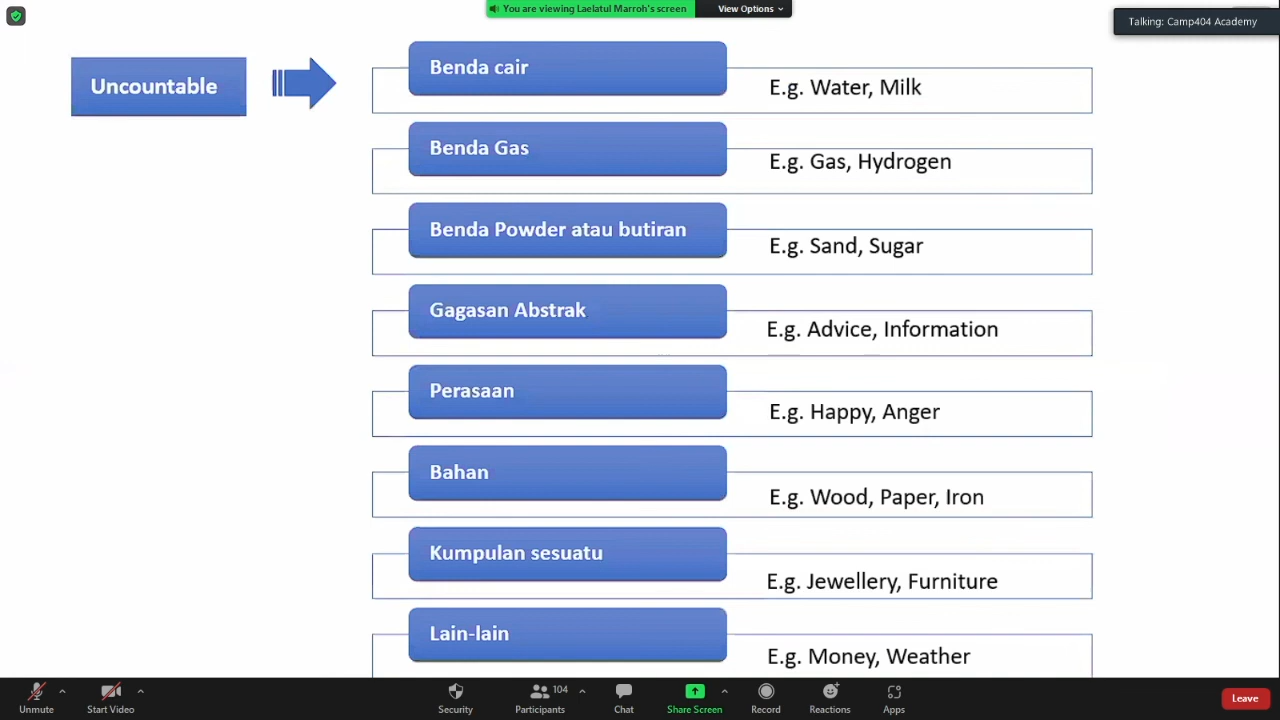 You are viewing Laelatul Marroh's screen
View Options
Talking: Camp404 Academy
Uncountable
Benda cair
E.g. Water, Milk
Benda Gas
E.g. Gas, Hydrogen
Benda Powder atau butiran
E.g. Sand, Sugar
Gagasan Abstrak
E.g. Advice, Information
Perasaan
E.g. Happy, Anger
Bahan
E.g. Wood, Paper, Iron
Kumpulan sesuatu
E.g. Jewellery, Furniture
Lain-lain
E.g. Money, Weather
Unmute
Start Video
Security
Participants
104
Chat
Share Screen
Record
Reactions
Apps
Leave